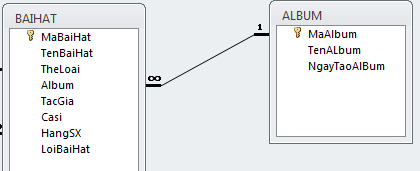 BAIHAT
MaBaiHat
TenBaiHat
TheLoai
Album
TacGia
Casi
HangSX
LoiBaiHat
∞
1
ALBUM
MaAlbum
TenALbum
NgayTaoAlBum